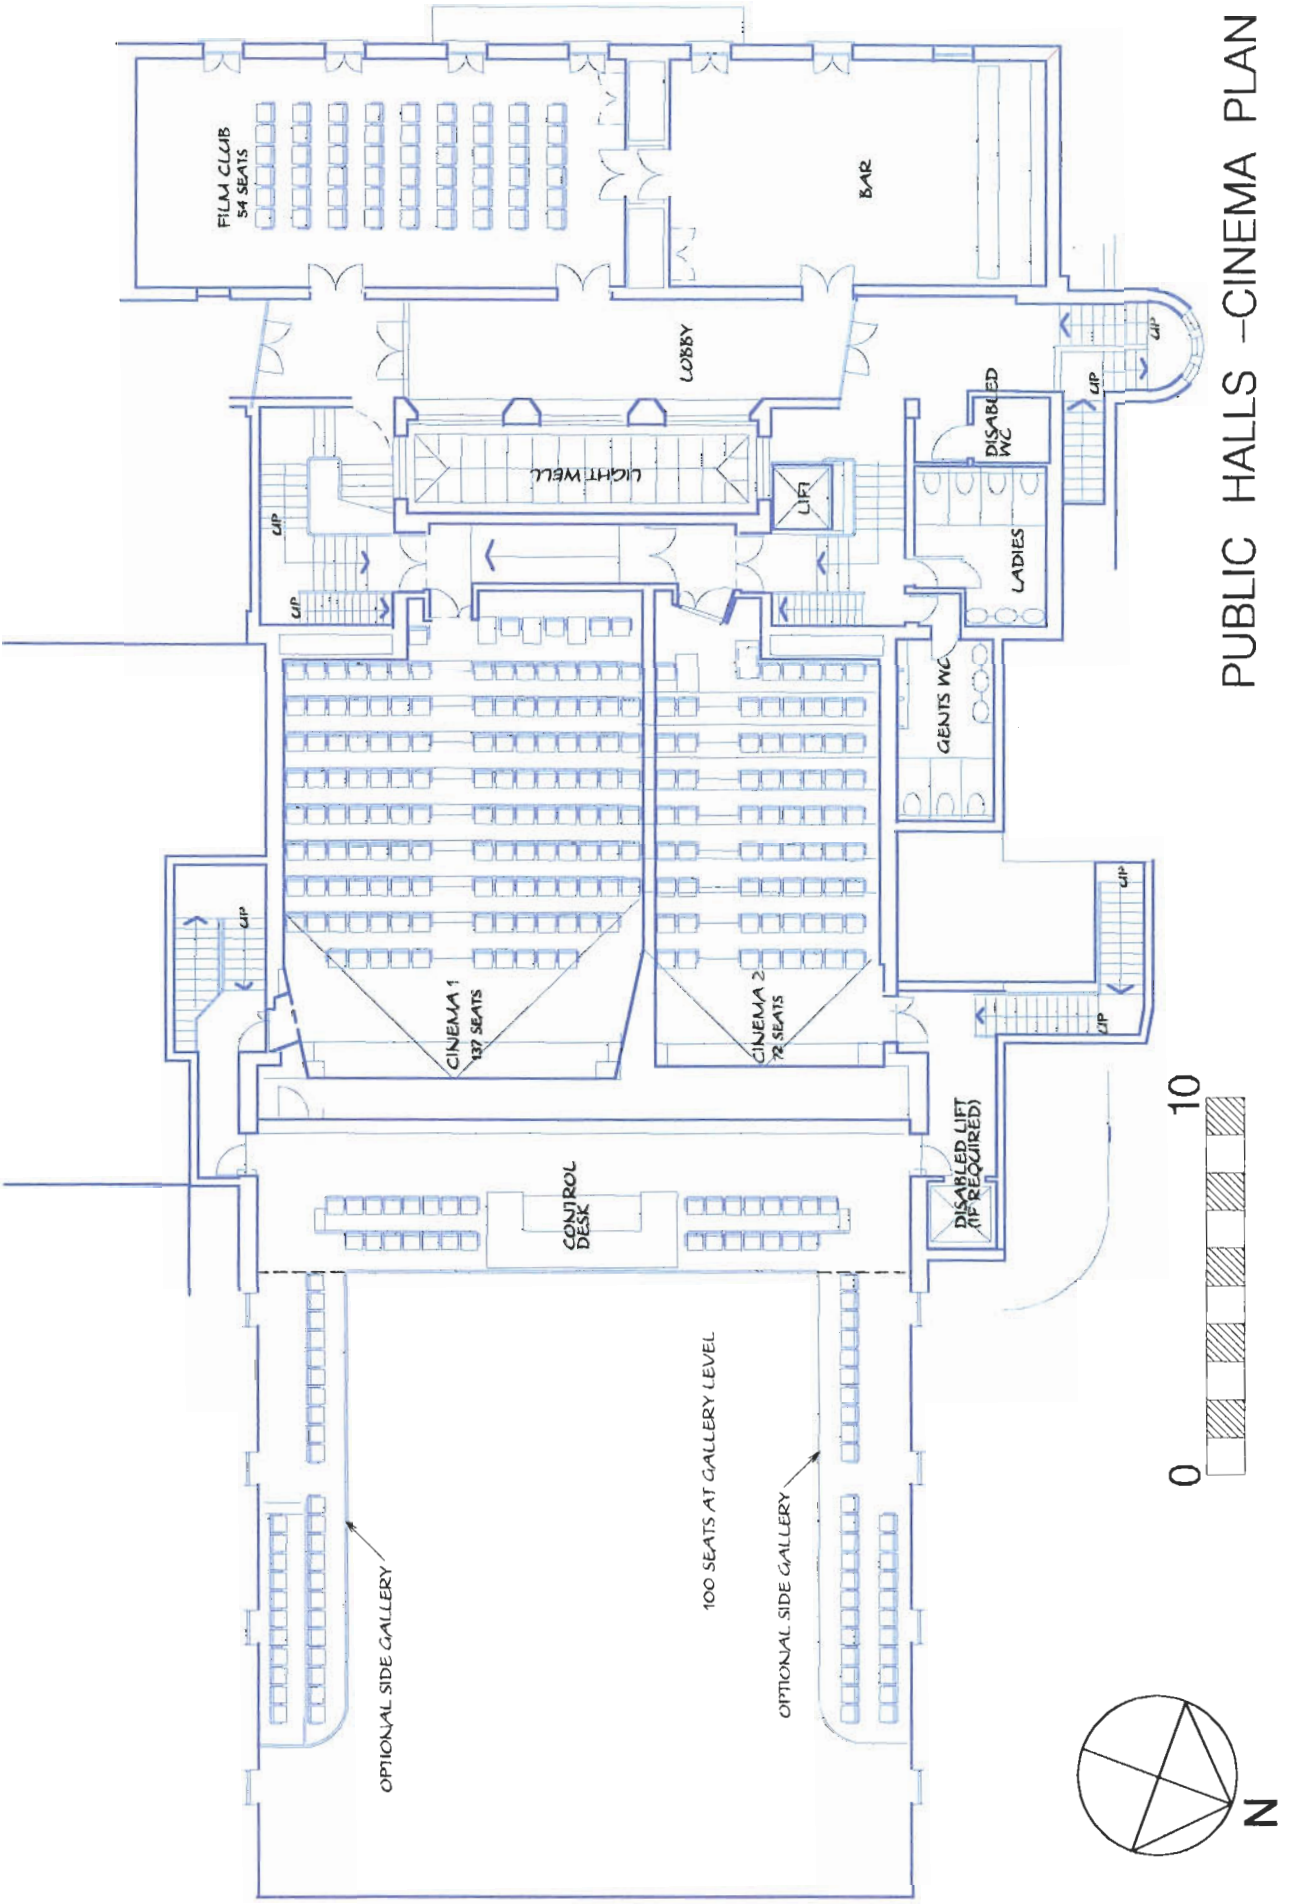 PUBLIC HALLS –CINEMA PLAN
FILM CLUB
54 SEATS
BAR
LOBBY
LIGHT WELL
LIFT
DISABLED
WC
LADIES
GENTS WC
UP
UP
UP
UP
UP
UP
UP
UP
CINEMA 1
137 SEATS
CINEMA 2
72 SEATS
CONTROL
DESK
DISABLED LIFT
(IF REQUIRED)
OPTIONAL SIDE GALLERY
100 SEATS AT GALLERY LEVEL
OPTIONAL SIDE GALLERY
0
10
N